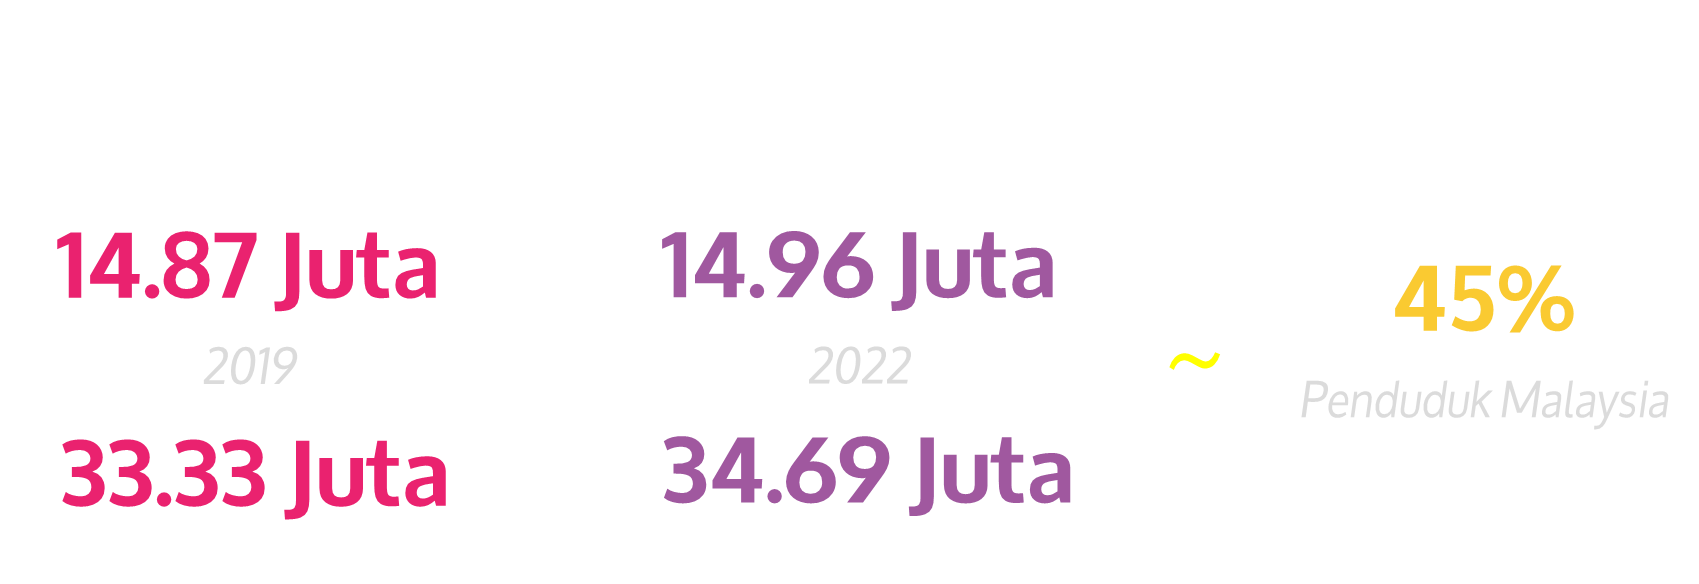 14.87 Juta
2019
33.33 Juta
14.96 Juta
2022
34.69 Juta
~
45%
Penduduk Malaysia